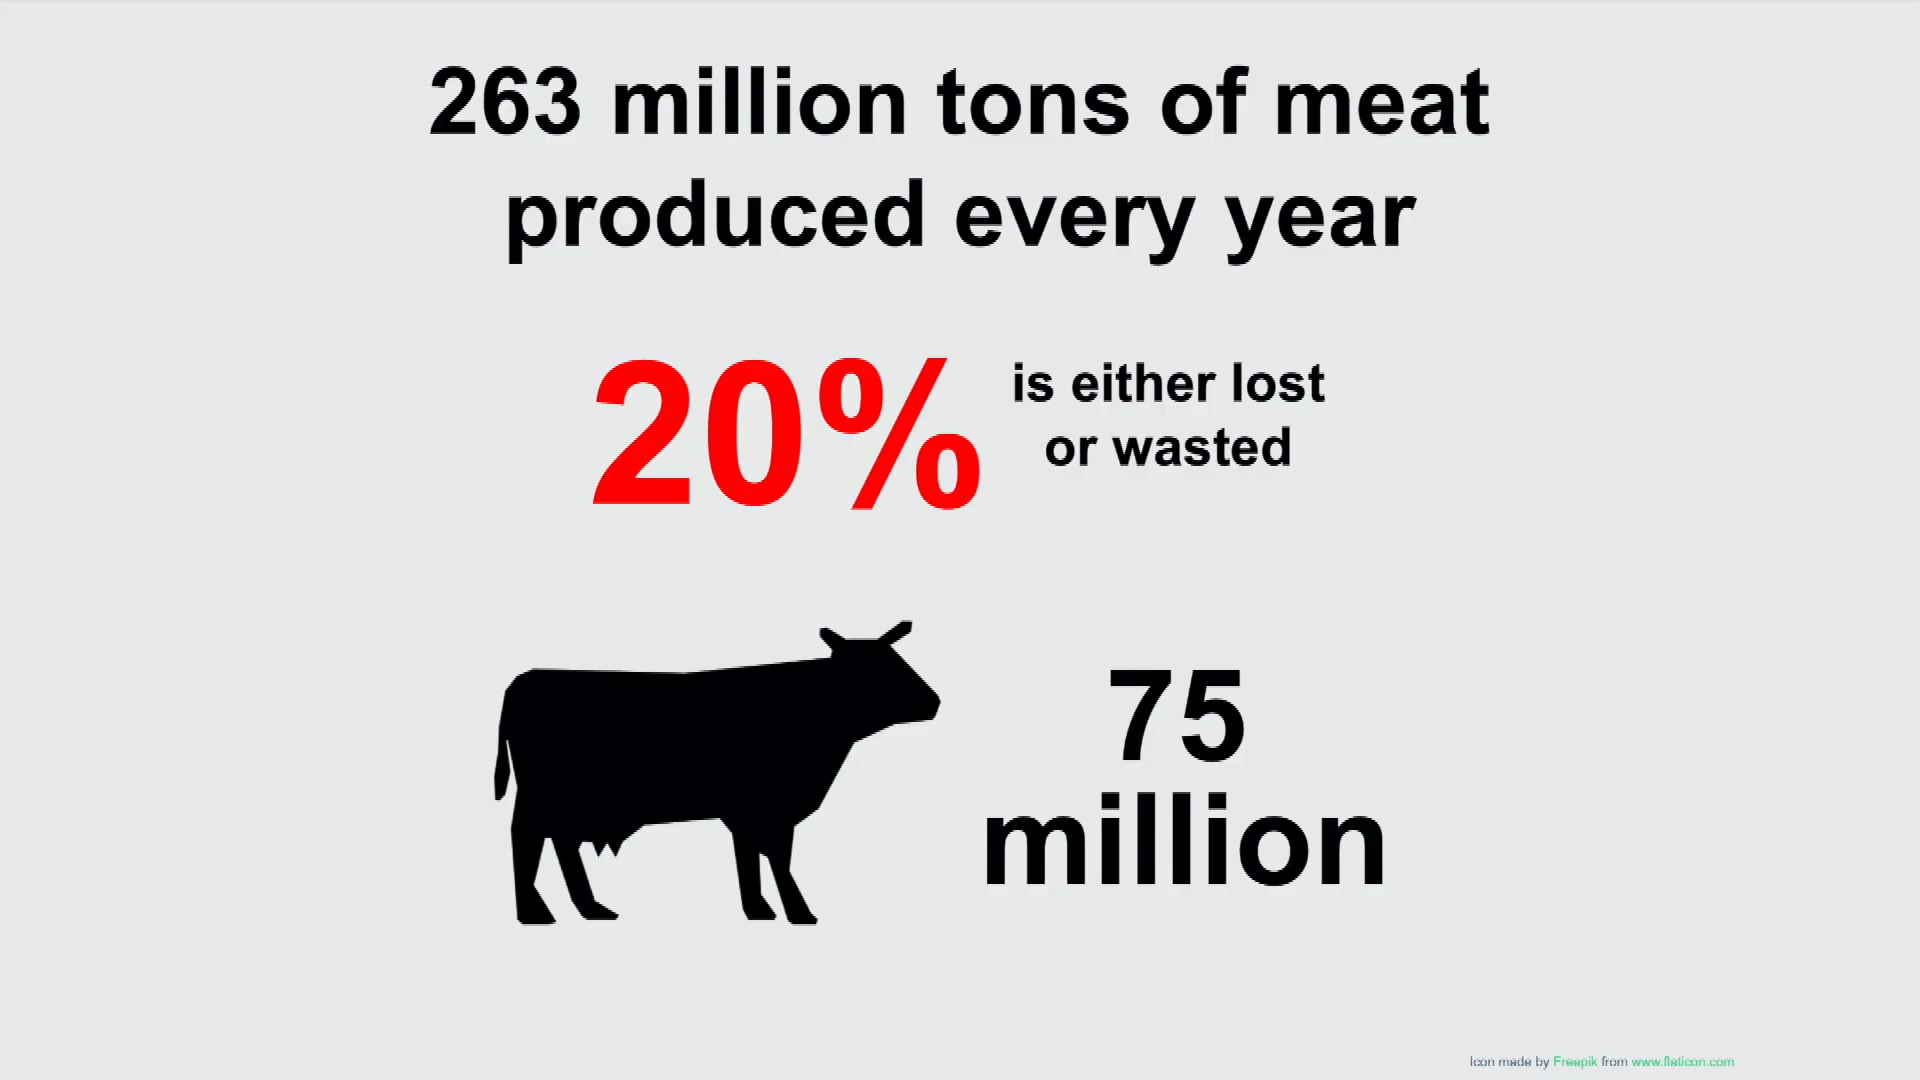 263 million tons of meat
produced every year
20%
is either lost
or wasted
75
million
Icon made by Freepik from www.flaticon.com